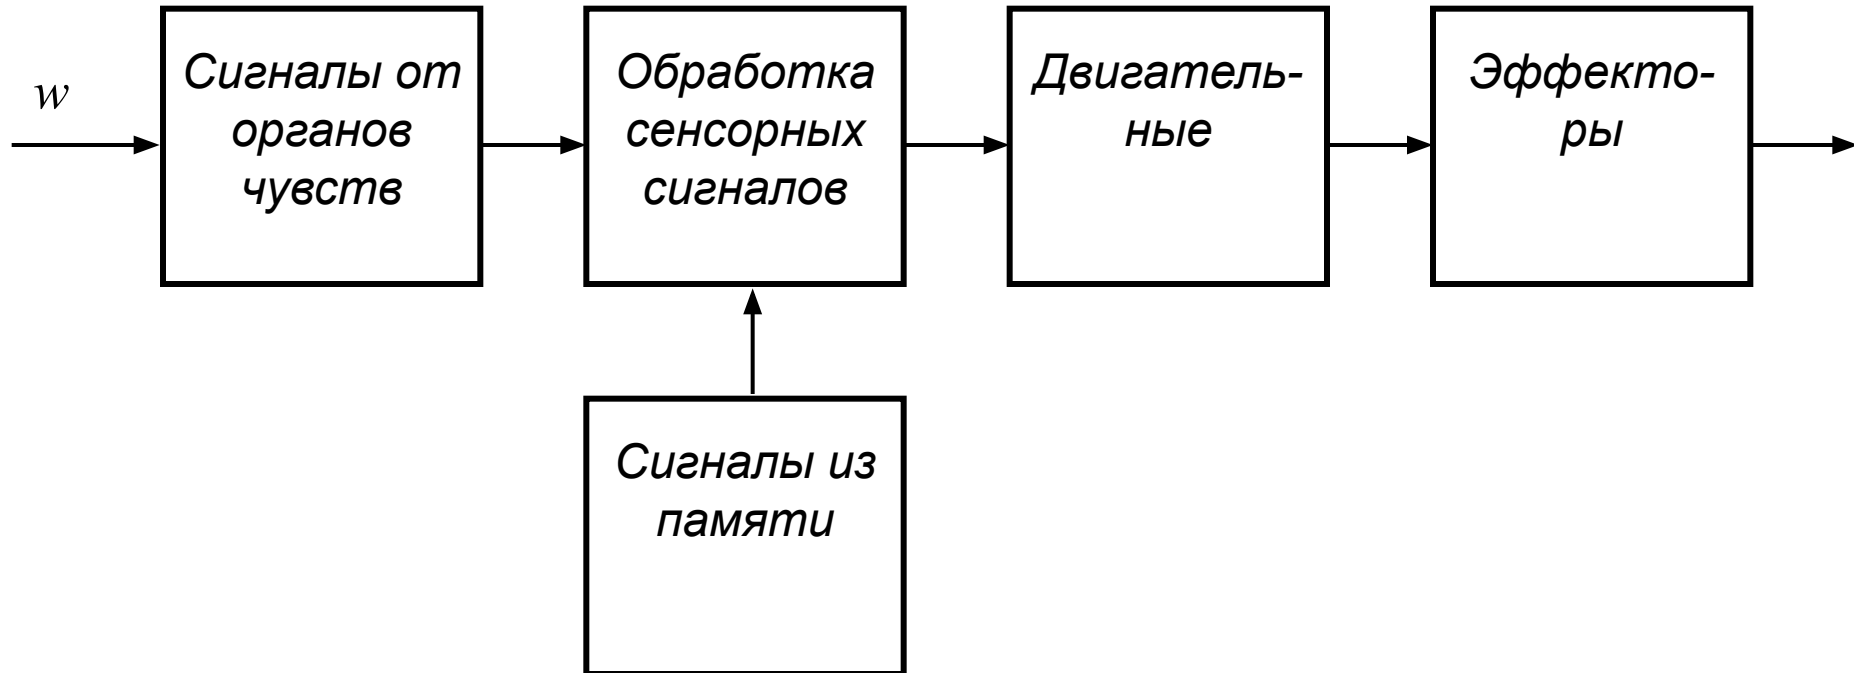 w
Сигналы от
органов
чувств
Обработка
сенсорных
сигналов
Двигатель-
ные
Эффекто-
ры
Сигналы из
памяти